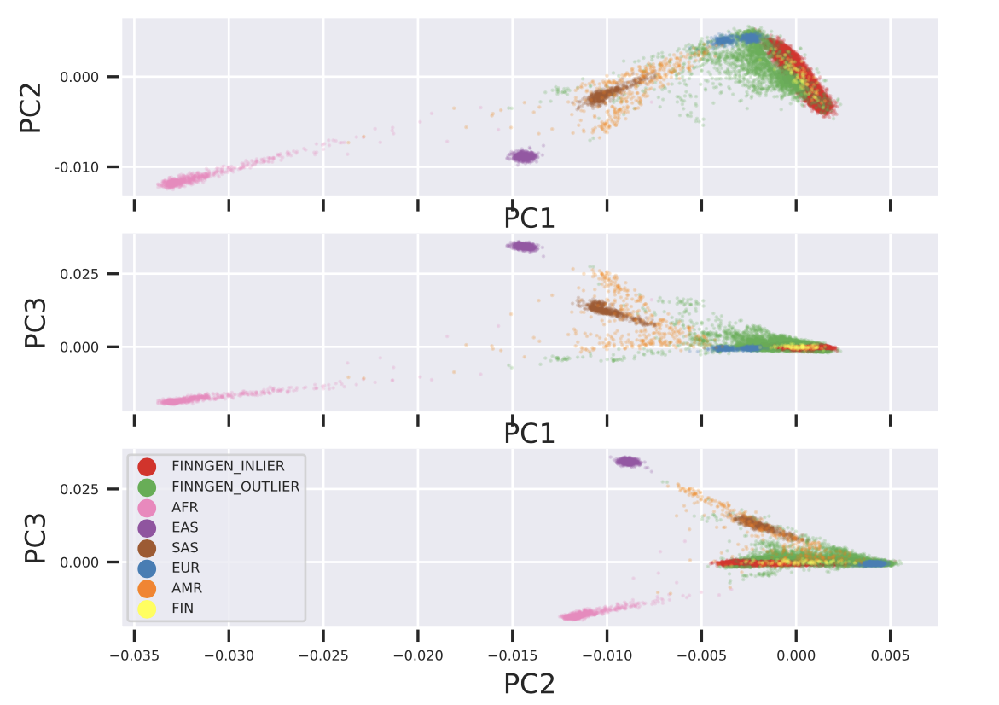 PC2
0.000
-0.010
PC1
PC3
0.025
0.000
PC1
PC3
0.025
0.000
FINNGEN_INLIER
FINNGEN_OUTLIER
AFR
EAS
SAS
EUR
AMR
FIN
−0.035 −0.030 −0.025 −0.020 −0.015 −0.010 −0.005 0.000 0.005
PC2